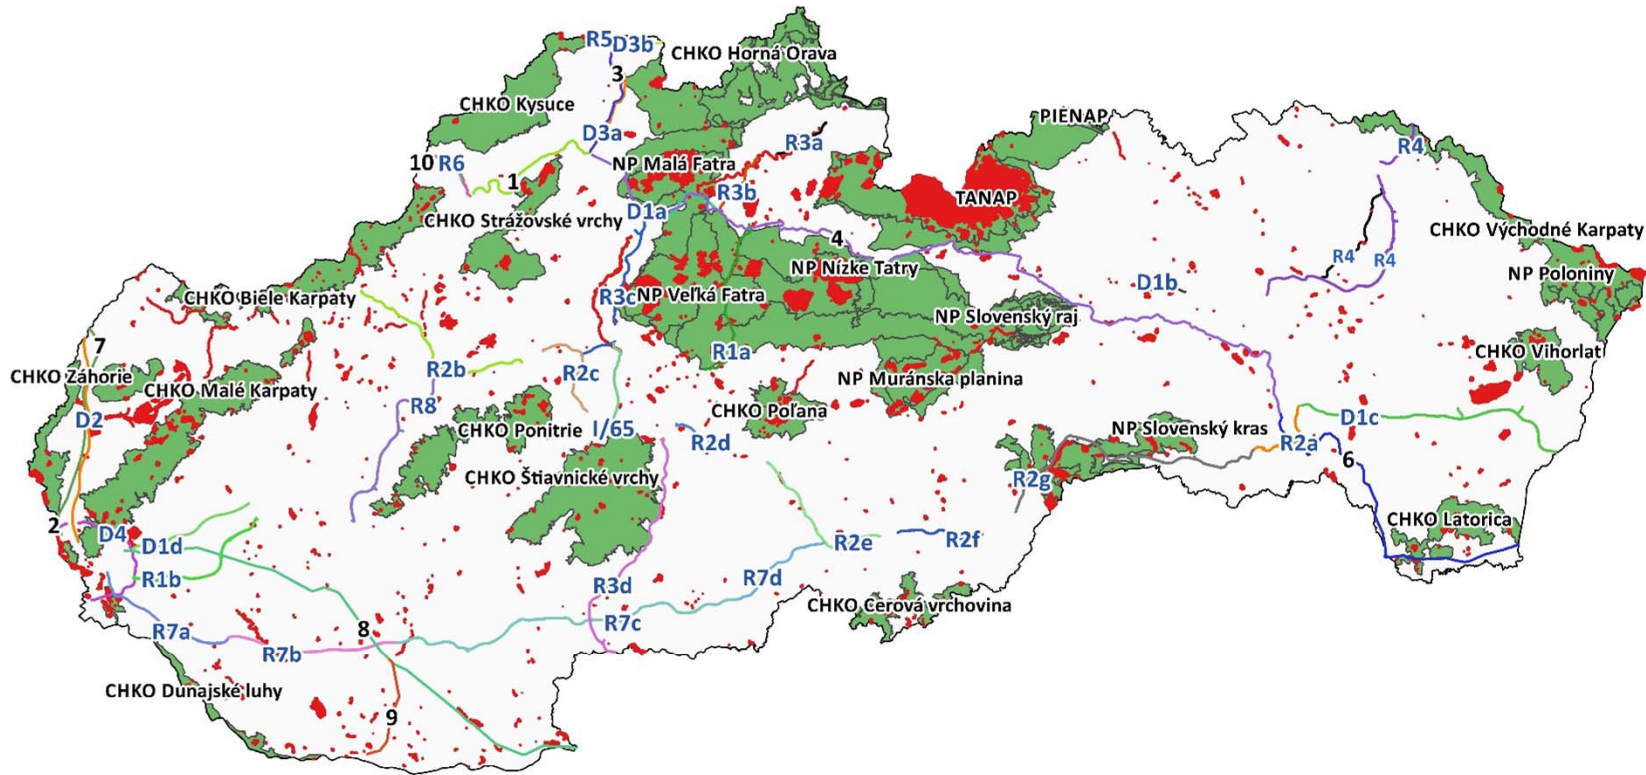 R5
D3b
CHKO Horná Orava
3
CHKO Kysuce
PIENAP
D3a
R3a
R4
10
R6
NP Malá Fatra
1
R3b
TANAP
D1a
CHKO Strážovské vrchy
CHKO Východné Karpaty
4
R4
R4
NP Nízke Tatry
NP Poloniny
D1b
CHKO Biele Karpaty
R3c
NP Veľká Fatra
NP Slovenský raj
7
R1a
CHKO Vihorlat
CHKO Záhorie
R2b
R2c
NP Muránska planina
CHKO Malé Karpaty
R8
CHKO Poľana
D2
D1c
CHKO Ponitrie
I/65
NP Slovenský kras
R2d
R2a
6
CHKO Štiavnické vrchy
R2g
2
D4
CHKO Latorica
D1d
R2e
R2f
R1b
R3d
R7d
CHKO Cerová vrchovina
R7a
8
R7c
R7b
CHKO Dunajské luhy
9